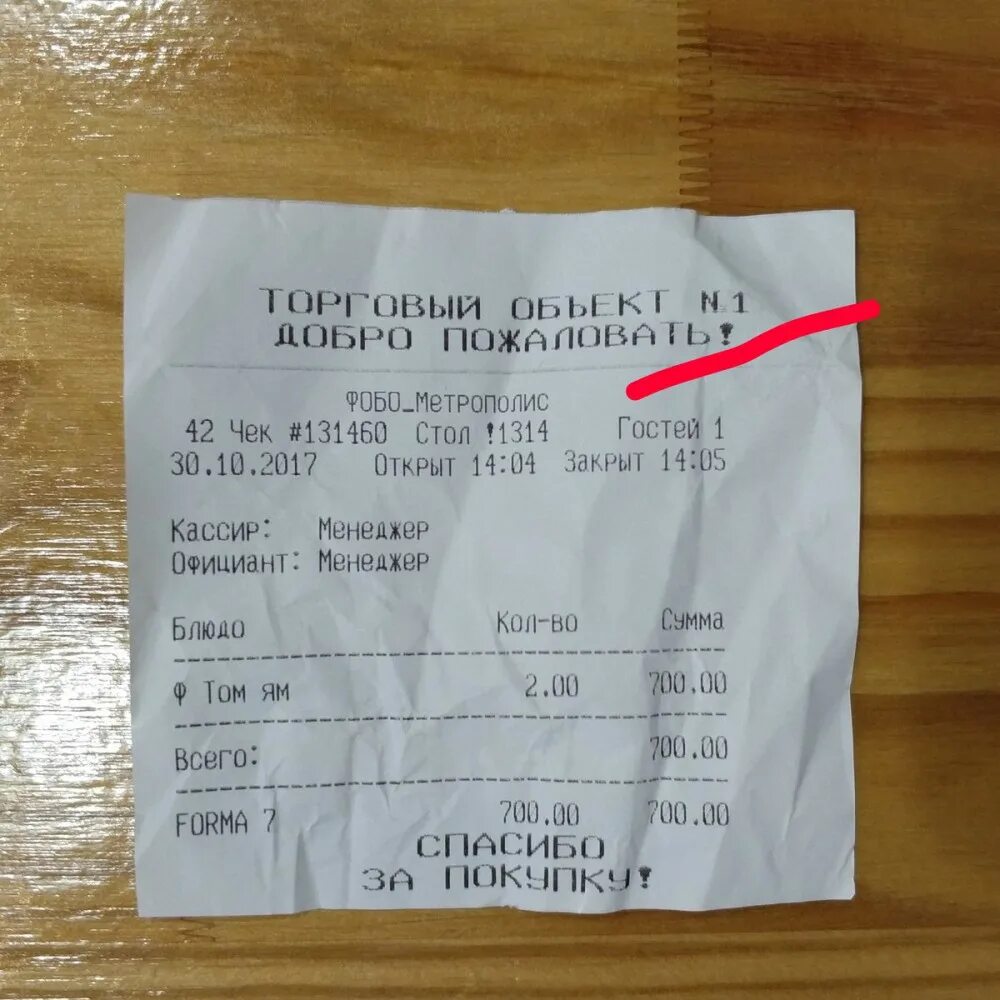 ТОРГОВЫЙ ОБЪЕКТ N.1
ДОБРО ПОЖАЛОВАТЬ!
ФОБО_Метрополис
42 Чек #131460 Стол !1314 Гостей 1
30.10.2017 Открыт 14:04 Закрыт 14:05
Кассир: Менеджер
Официант: Менеджер
Блюдо Кол-во Сумма
Ф Том ям 2.00 700.00
Всего: 700.00
FORMA 7 700.00 700.00
СПАСИБО
ЗА ПОКУПКУ!